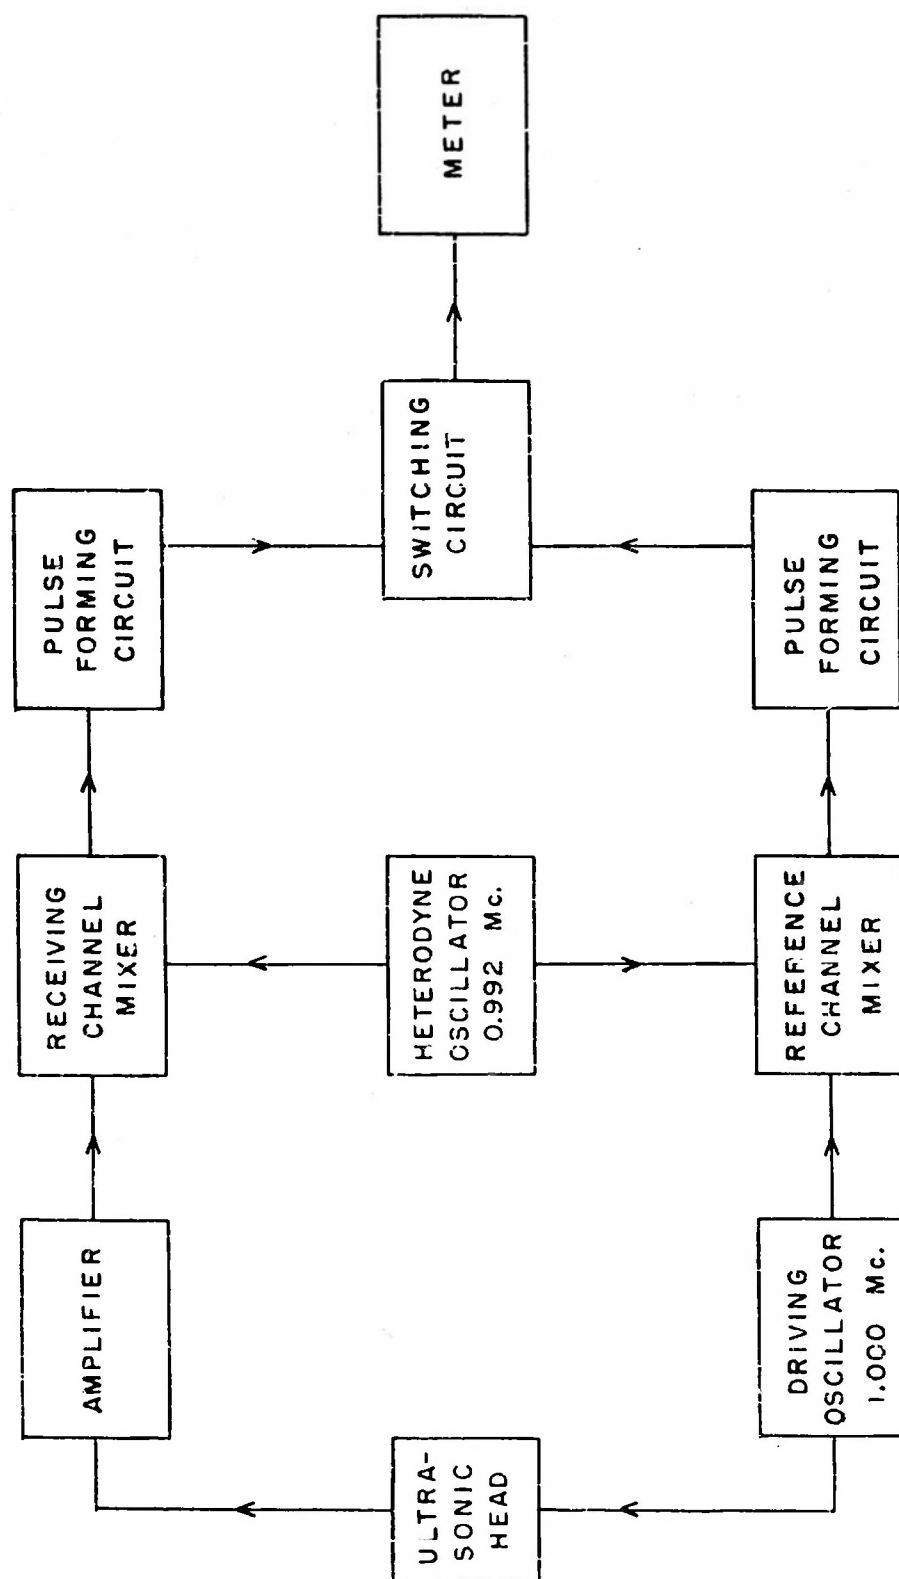 ULTRA-
SONIC
HEAD
AMPLIFIER
DRIVING
OSCILLATOR
1.000 Mc.
RECEIVING
CHANNEL
MIXER
HETERODYNE
OSCILLATOR
0.992 Mc.
REFERENCE
CHANNEL
MIXER
PULSE
FORMING
CIRCUIT
SWITCHING
CIRCUIT
PULSE
FORMING
CIRCUIT
METER